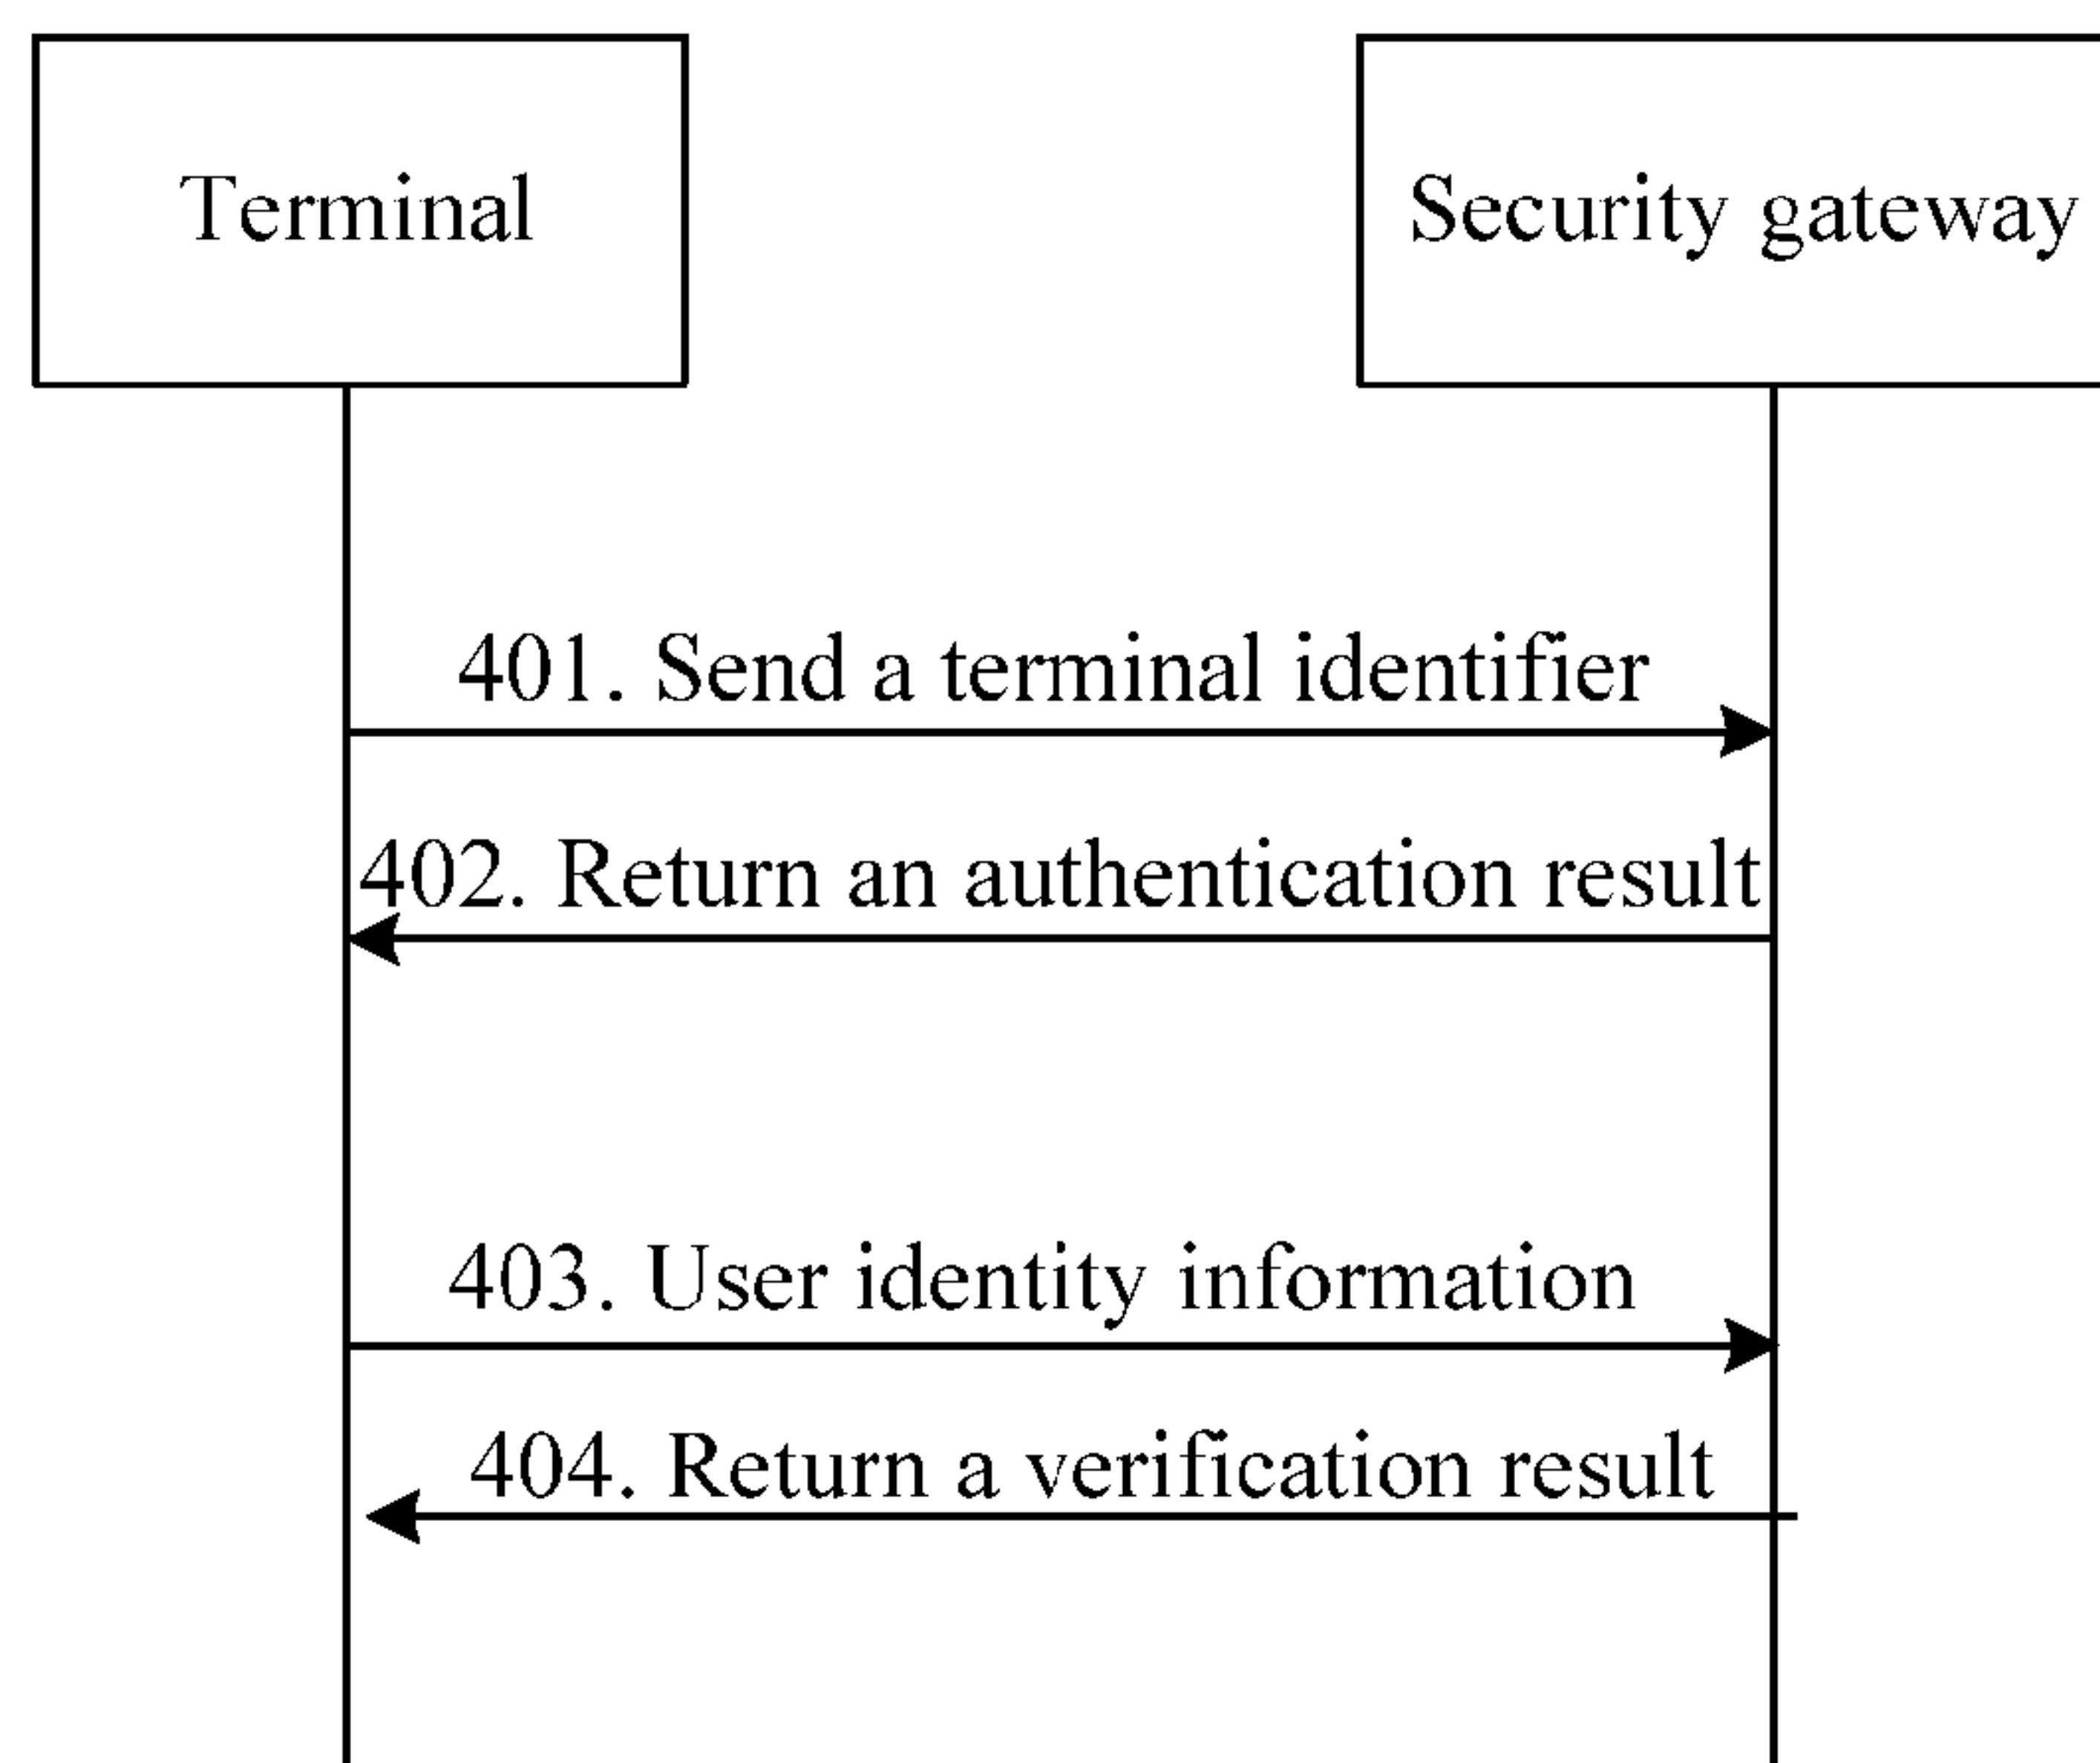 Terminal
Security gateway
401. Send a terminal identifier
402. Return an authentication result
403. User identity information
404. Return a verification result